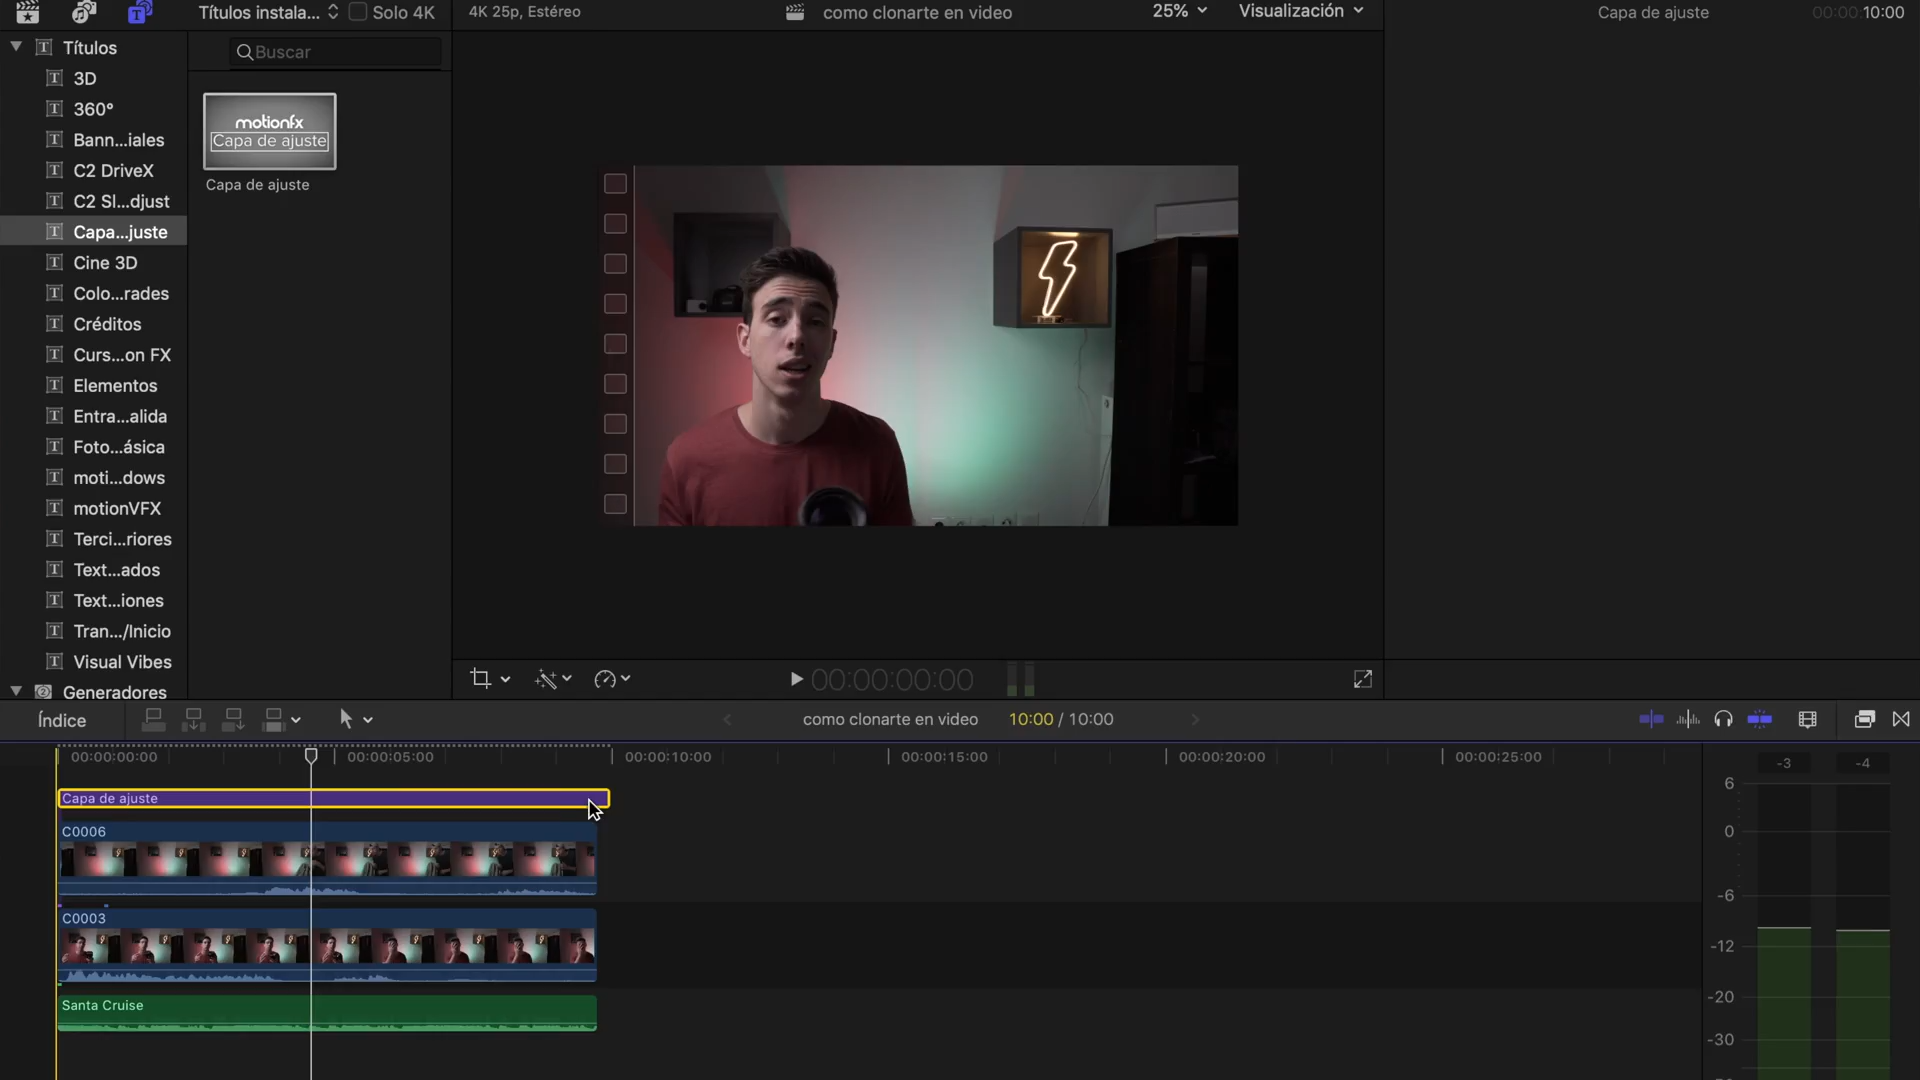 Títulos instala...
Solo 4K
4K 25p, Estéreo
como clonarte en video
25%
Visualización
Capa de ajuste
00:00:10:00
Títulos
3D
360°
Bann...iales
C2 DriveX
C2 Sl...djust
Capa...juste
Cine 3D
Colo...rades
Créditos
Curs...on FX
Elementos
Entra...alida
Foto...ásica
moti...dows
motionVFX
Terci...riores
Text...ados
Text...iones
Tran.../Inicio
Visual Vibes
Generadores
Buscar
motionfx
Capa de ajuste
Capa de ajuste
00:00:00:00
Índice
como clonarte en video
10:00 / 10:00
00:00:00:00
00:00:05:00
00:00:10:00
00:00:15:00
00:00:20:00
00:00:25:00
Capa de ajuste
C0006
C0003
Santa Cruise
-3
-4
6
0
-6
-12
-20
-30